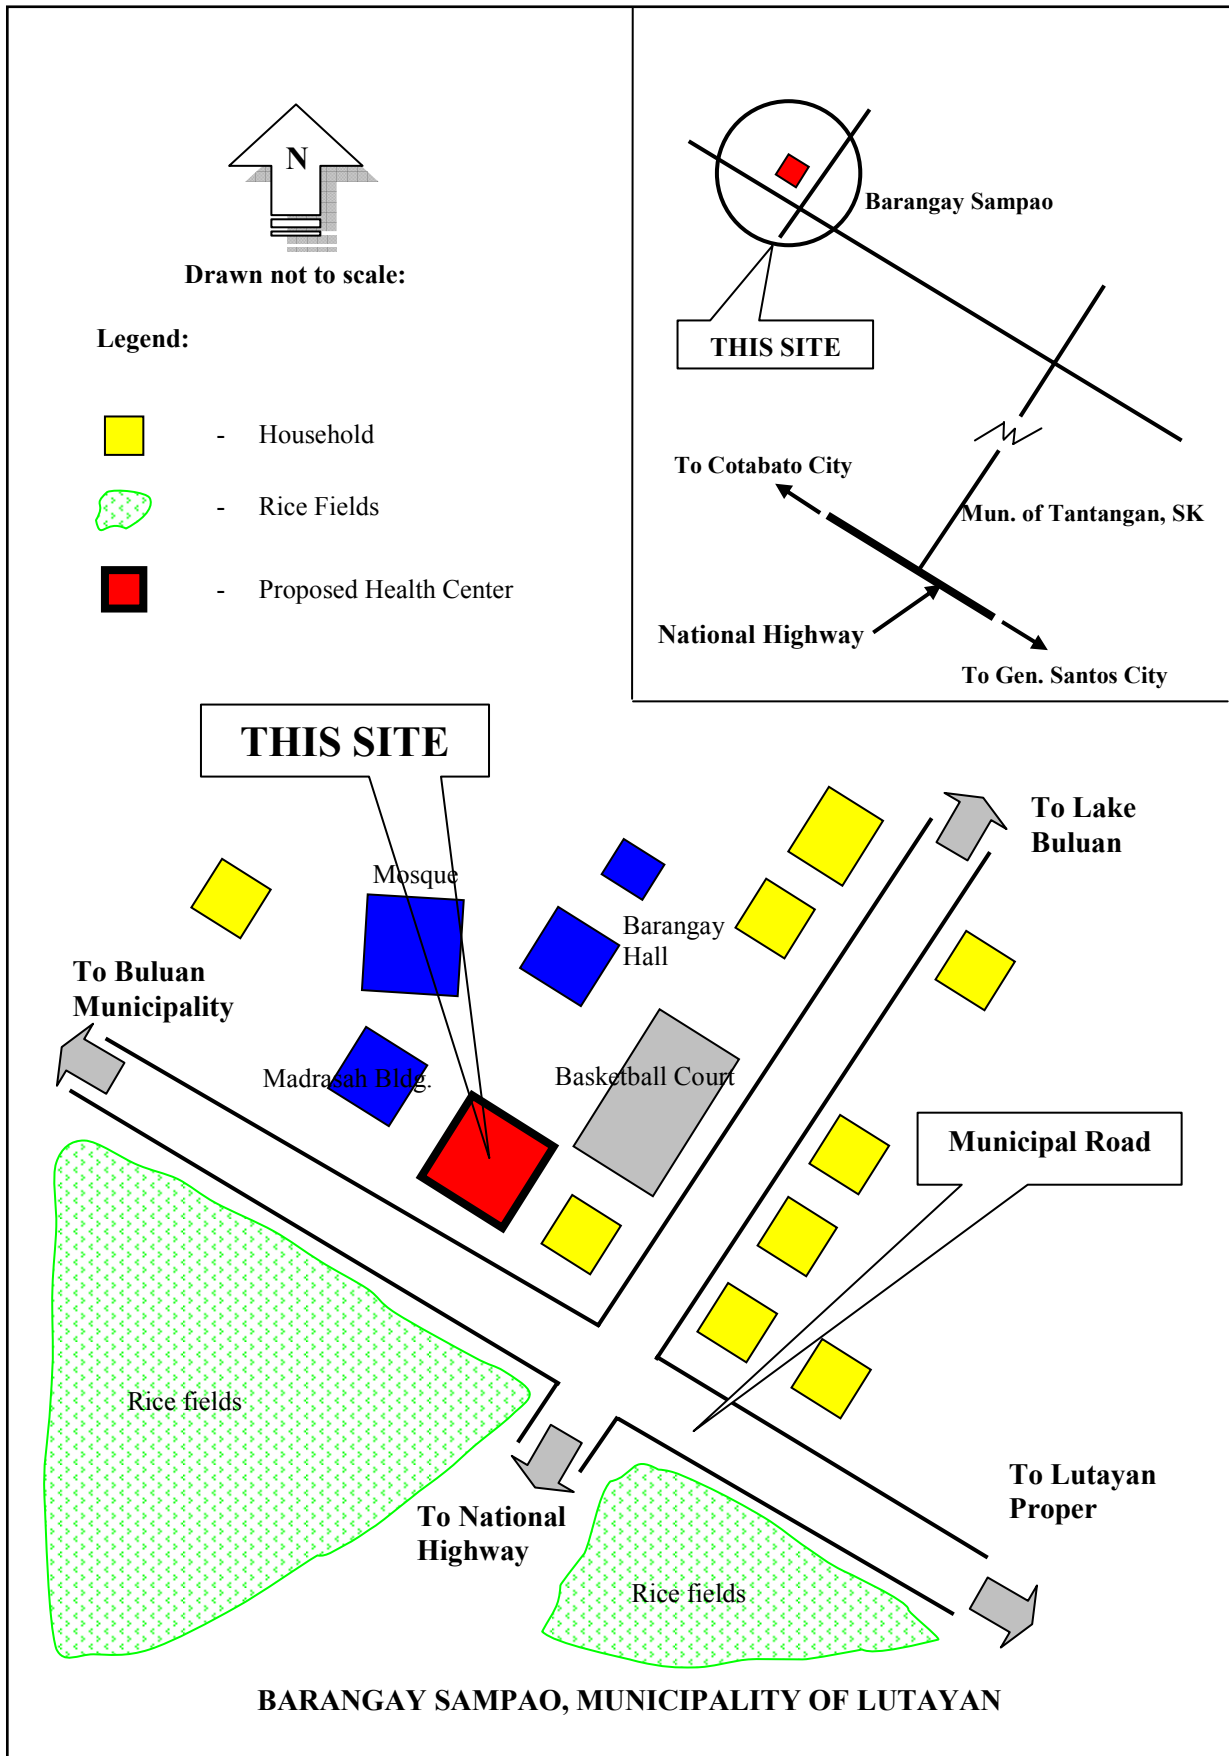 N
Drawn not to scale:
Legend:
- Household
- Rice Fields
- Proposed Health Center
Barangay Sampao
THIS SITE
To Cotabato City
Mun. of Tantangan, SK
National Highway
To Gen. Santos City
THIS SITE
To Lake
Buluan
Mosque
Barangay
Hall
To Buluan
Municipality
Madrasah Bldg.
Basketball Court
Municipal Road
Rice fields
To National
Highway
To Lutayan
Proper
Rice fields
BARANGAY SAMPAO, MUNICIPALITY OF LUTAYAN